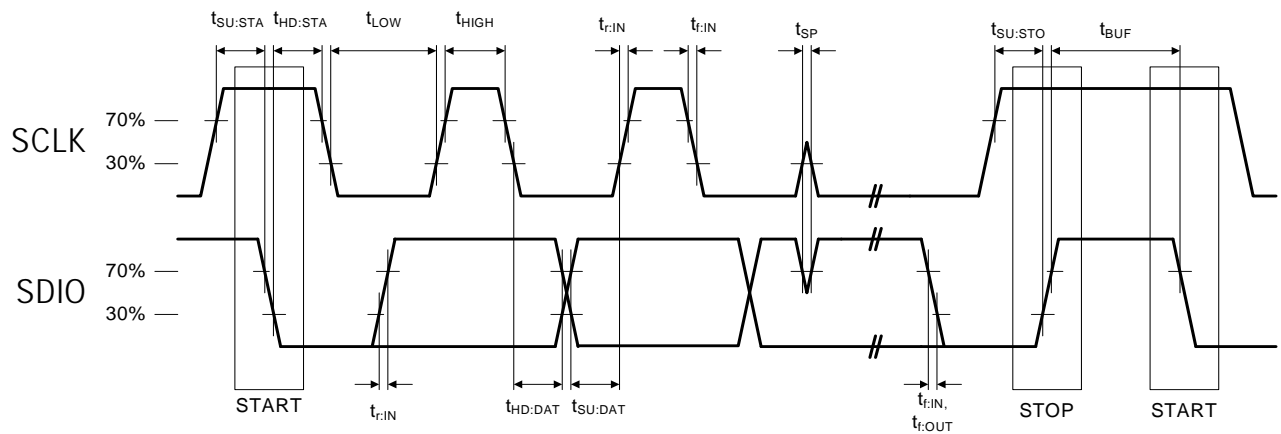 tSU:STA tHD:STA tLOW tHIGH tr:IN tf:IN tSP tSU:STO tBUF
SCLK
70%
30%
SDIO
70%
30%
START
tr:IN
tHD:DAT
tSU:DAT
tf:IN,
tf:OUT
STOP
START